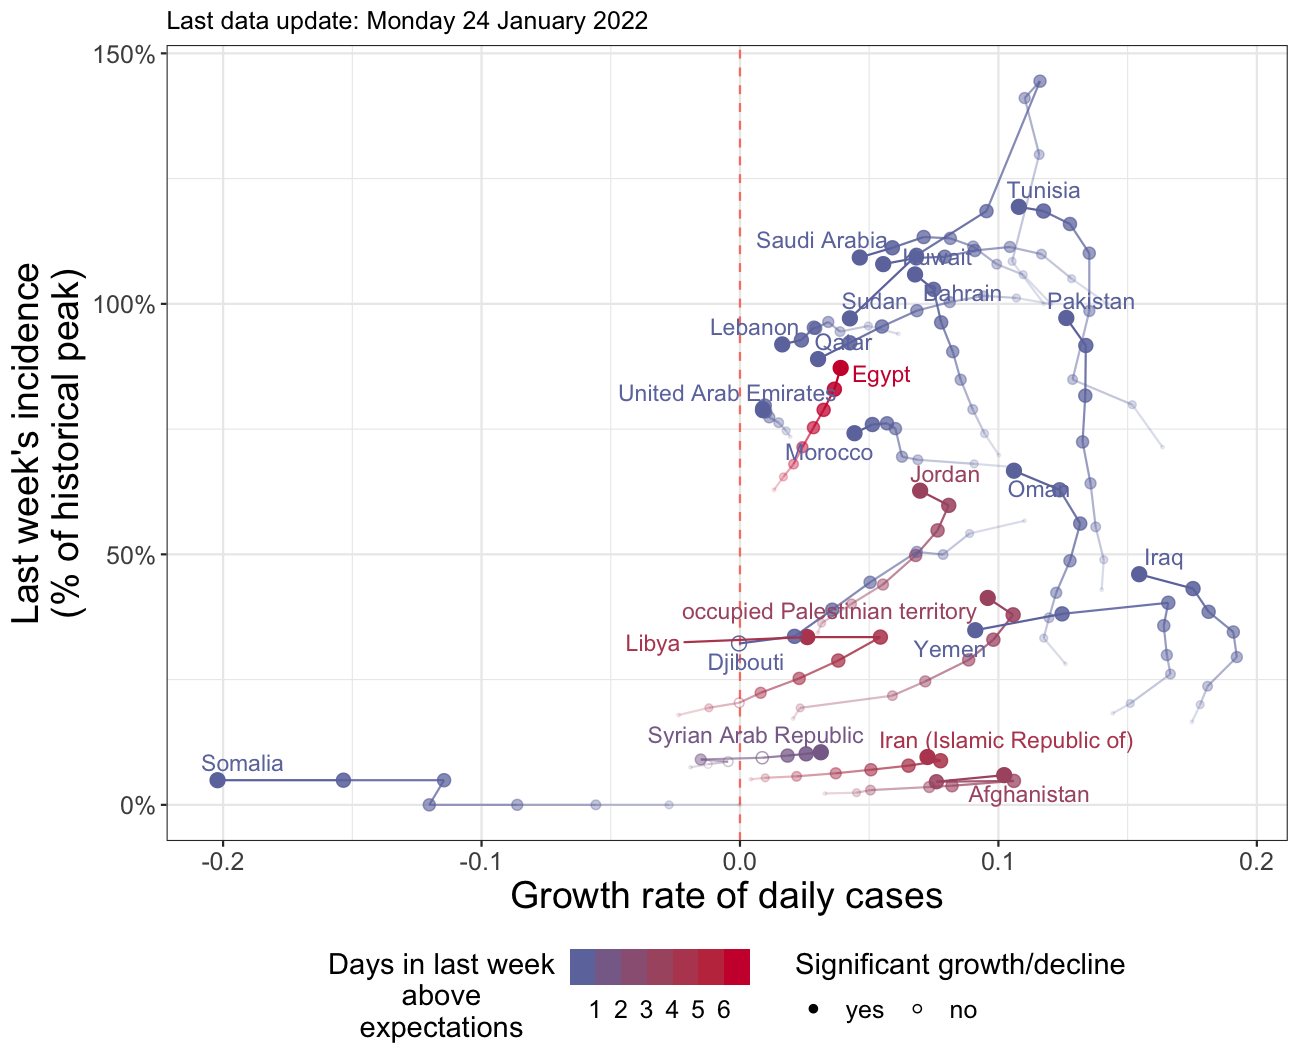 Last data update: Monday 24 January 2022
Last week's incidence
(% of historical peak)
150%
100%
50%
0%
Tunisia
Saudi Arabia
Kuwait
Bahrain
Sudan
Pakistan
Lebanon
Qatar
Egypt
United Arab Emirates
Morocco
Jordan
Oman
Iraq
occupied Palestinian territory
Libya
Yemen
Djibouti
Syrian Arab Republic
Iran (Islamic Republic of)
Somalia
Afghanistan
-0.2 -0.1 0.0 0.1 0.2
Growth rate of daily cases
Days in last week
above
expectations
1 2 3 4 5 6
Significant growth/decline
yes no